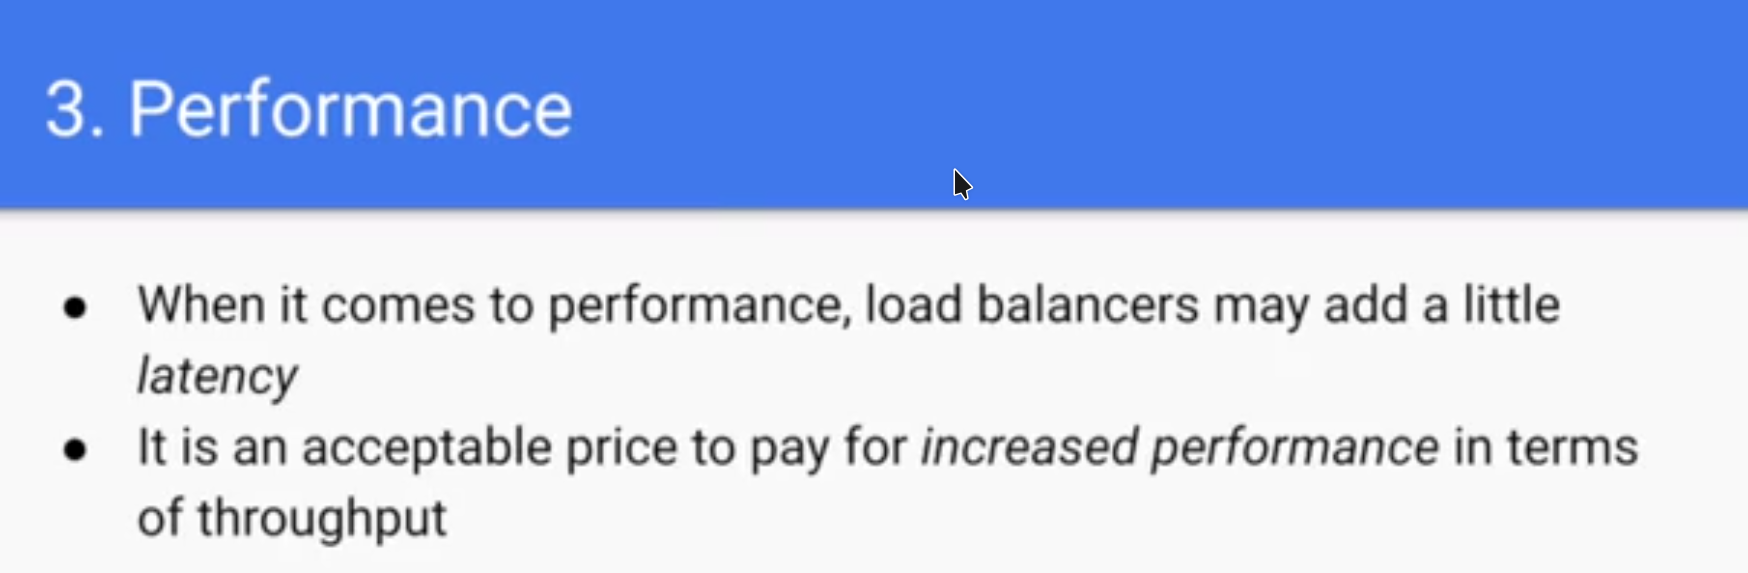 3. Performance
● When it comes to performance, load balancers may add a little
latency
● It is an acceptable price to pay for increased performance in terms
of throughput